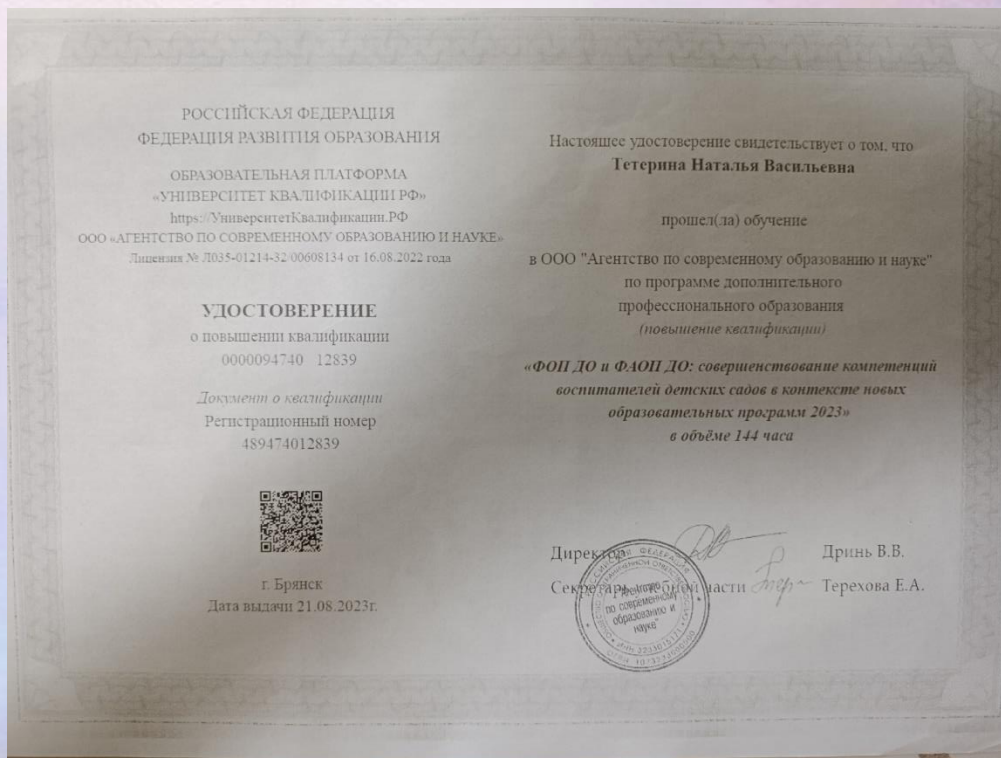 РОССИЙСКАЯ ФЕДЕРАЦИЯ
ФЕДЕРАЦИЯ РАЗВИТИЯ ОБРАЗОВАНИЯ
ОБРАЗОВАТЕЛЬНАЯ ПЛАТФОРМА
«УНИВЕРСИТЕТ КВАЛИФИКАЦИИ РФ»
https://УниверситетКвалификации.РФ
ООО «АГЕНТСТВО ПО СОВРЕМЕННОМУ ОБРАЗОВАНИЮ И НАУКЕ»
Лицензия № Л035-01214-32/00608134 от 16.08.2022 года
УДОСТОВЕРЕНИЕ
о повышении квалификации
0000094740 12839
Документ о квалификации
Регистрационный номер
489474012839
г. Брянск
Дата выдачи 21.08.2023г.
Настоящее удостоверение свидетельствует о том, что
Тетерина Наталья Васильевна
прошел(ла) обучение
в ООО "Агентство по современному образованию и науке"
по программе дополнительного
профессионального образования
(повышение квалификации)
«ФОП ДО и ФАОП ДО: совершенствование компетенций
воспитателей детских садов в контексте новых
образовательных программ 2023»
в объёме 144 часа
Директор Дринь В.В.
Секретарь учебной части Терехова Е.А.
"Агентство
по современному
образованию и
науке"